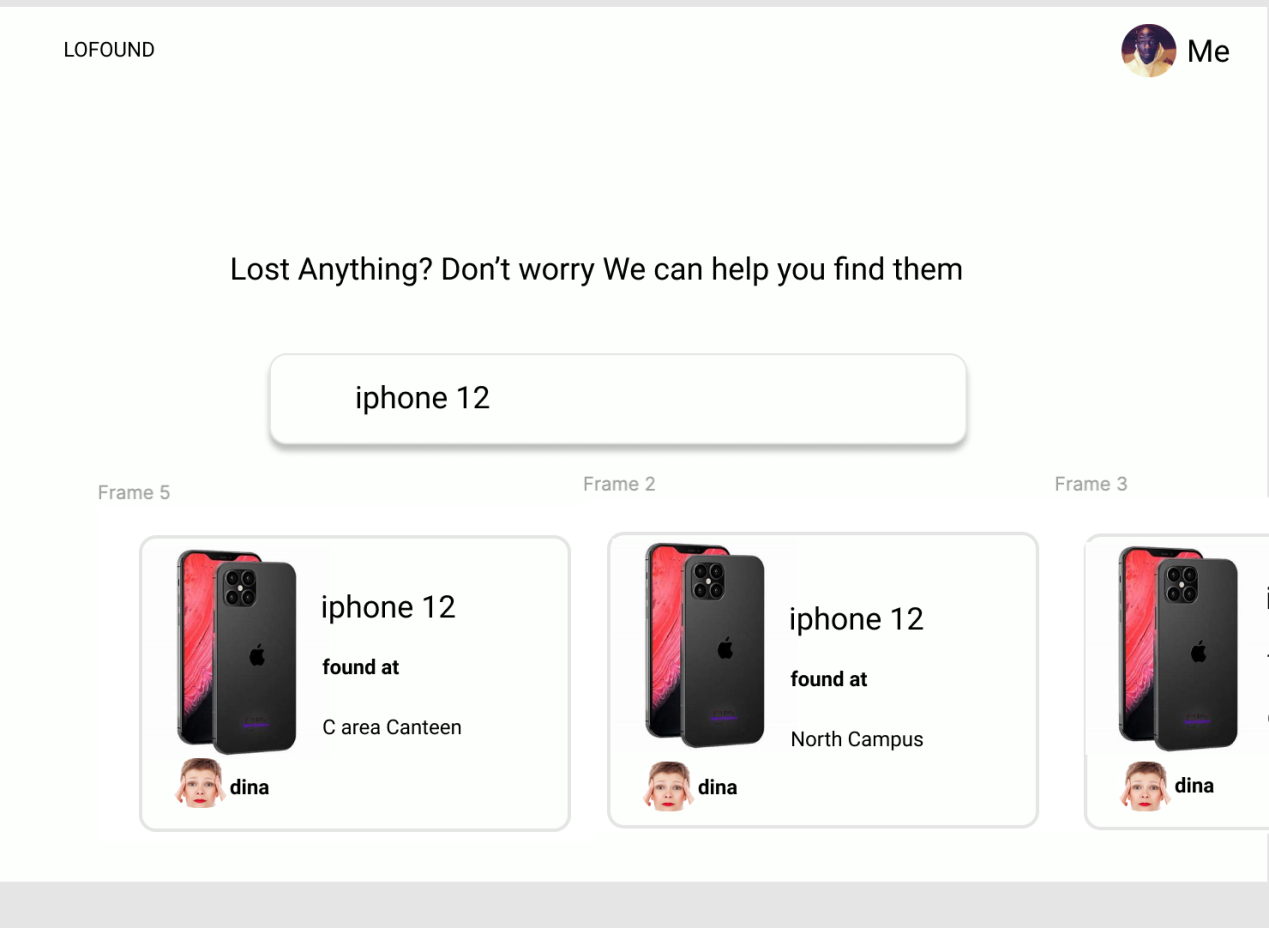 LOFOUND
Me
Lost Anything? Don’t worry We can help you find them
iphone 12
Frame 5
Frame 2
Frame 3
iphone 12
found at
C area Canteen
dina
iphone 12
found at
North Campus
dina
dina